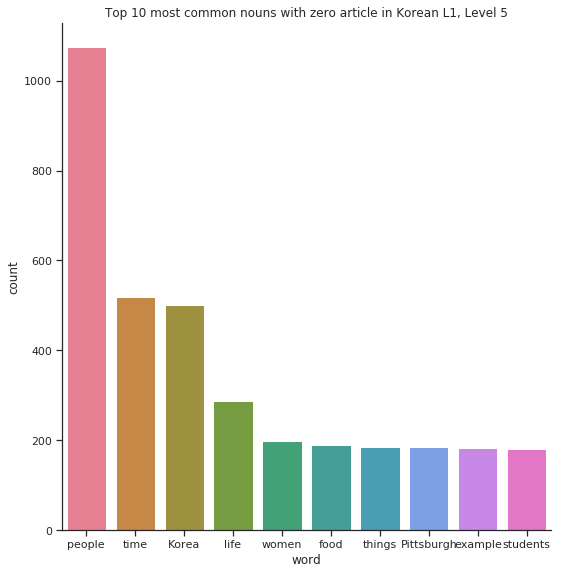 Top 10 most common nouns with zero article in Korean L1, Level 5
count
1000
800
600
400
200
0
people time Korea life women food things Pittsburgh example students
word